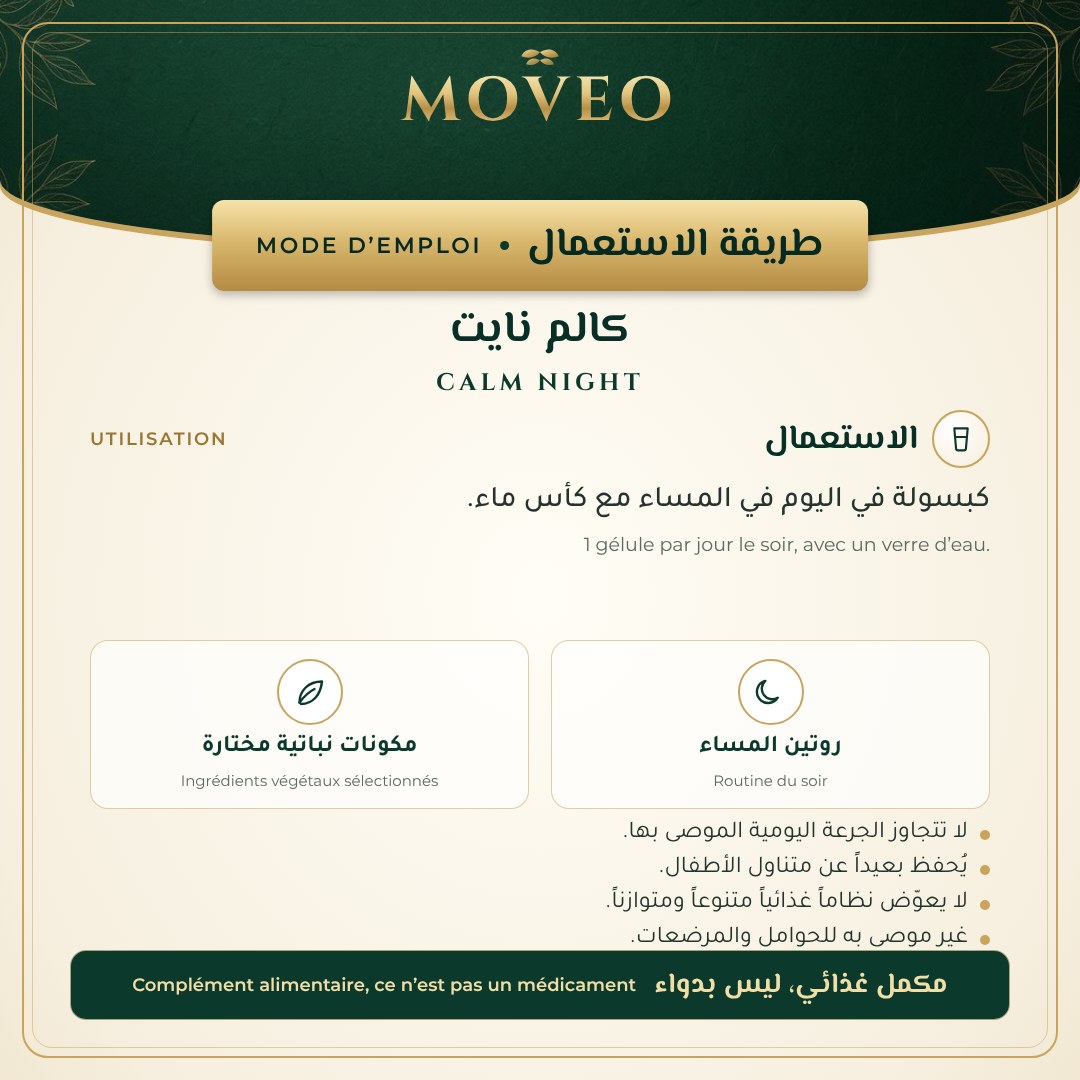 MOVEO
طريقة الاستعمال • MODE D’EMPLOI
كالم نايت
CALM NIGHT
الاستعمال
UTILISATION
كبسولة في اليوم في المساء مع كأس ماء.
1 gélule par jour le soir, avec un verre d’eau.
روتين المساء
Routine du soir
مكونات نباتية مختارة
Ingrédients végétaux sélectionnés
لا تتجاوز الجرعة اليومية الموصى بها.
يُحفظ بعيداً عن متناول الأطفال.
لا يعوّض نظاماً غذائياً متنوعاً ومتوازناً.
غير موصى به للحوامل والمرضعات.
مكمل غذائي، ليس بدواء Complément alimentaire, ce n’est pas un médicament